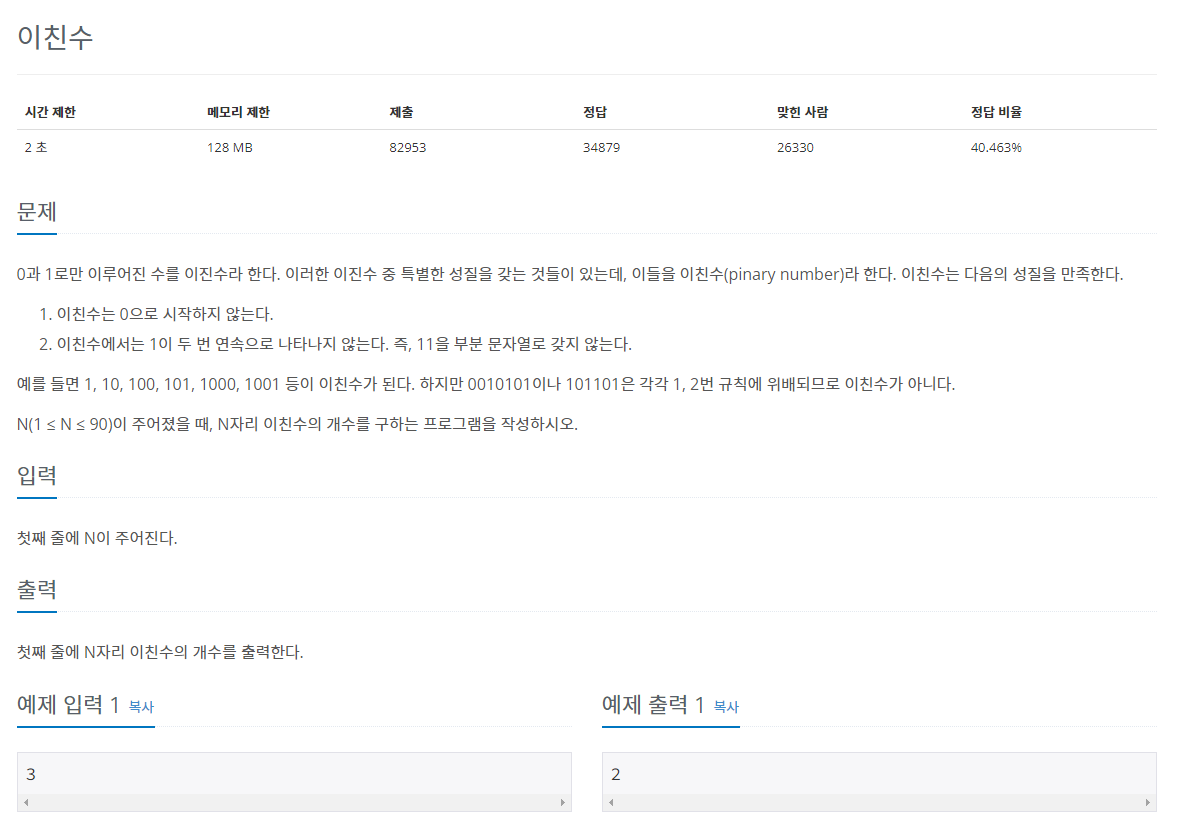 이친수
시간 제한 메모리 제한 제출 정답 맞힌 사람 정답 비율
2 초 128 MB 82953 34879 26330 40.463%
문제
0과 1로만 이루어진 수를 이진수라 한다. 이러한 이진수 중 특별한 성질을 갖는 것들이 있는데, 이들을 이친수(pinary number)라 한다. 이친수는 다음의 성질을 만족한다.
1. 이친수는 0으로 시작하지 않는다.
2. 이친수에서는 1이 두 번 연속으로 나타나지 않는다. 즉, 11을 부분 문자열로 갖지 않는다.
예를 들면 1, 10, 100, 101, 1000, 1001 등이 이친수가 된다. 하지만 0010101이나 101101은 각각 1, 2번 규칙에 위배되므로 이친수가 아니다.
N(1 ≤ N ≤ 90)이 주어졌을 때, N자리 이친수의 개수를 구하는 프로그램을 작성하시오.
입력
첫째 줄에 N이 주어진다.
출력
첫째 줄에 N자리 이친수의 개수를 출력한다.
예제 입력 1 복사 예제 출력 1 복사
3 2